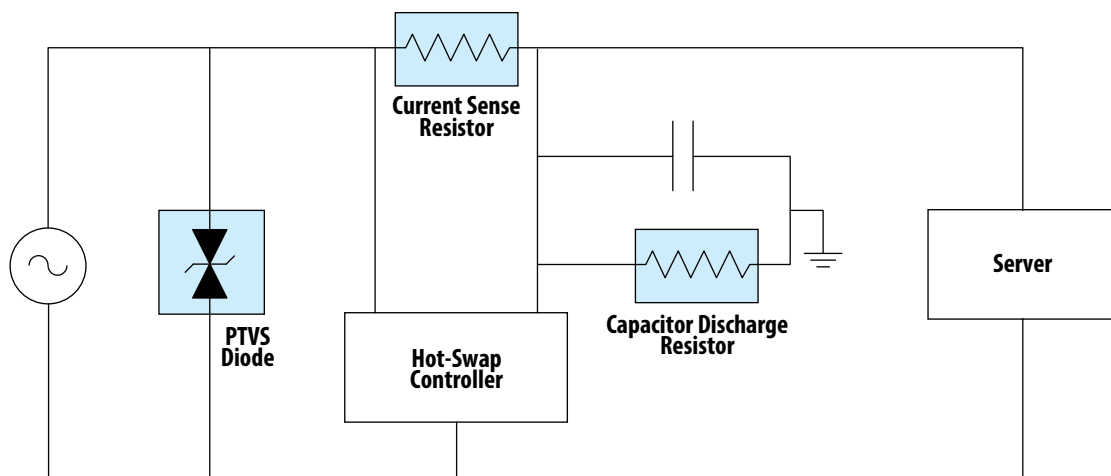 Current Sense
Resistor
PTVS
Diode
Hot-Swap
Controller
Capacitor Discharge
Resistor
Server